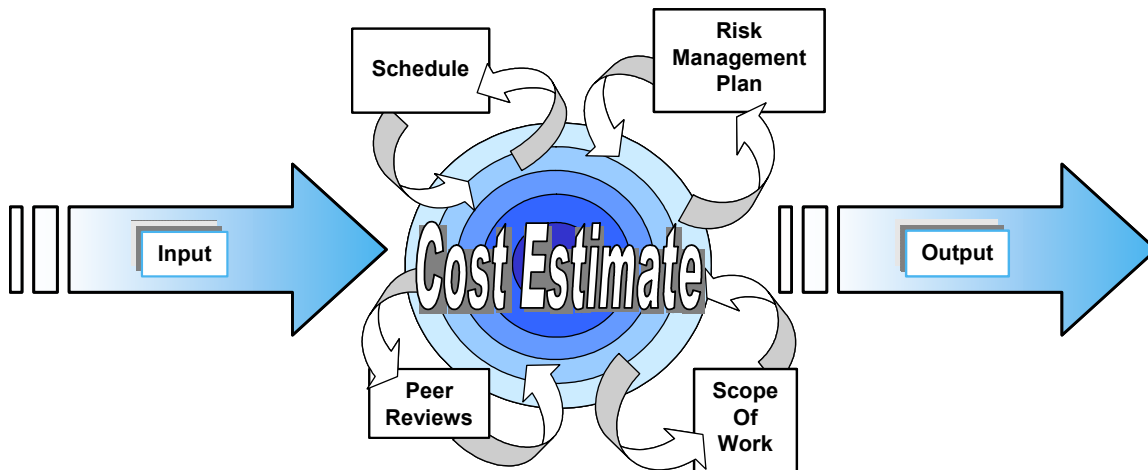 Schedule
Risk
Management
Plan
Input
Cost Estimate
Output
Peer
Reviews
Scope
Of
Work